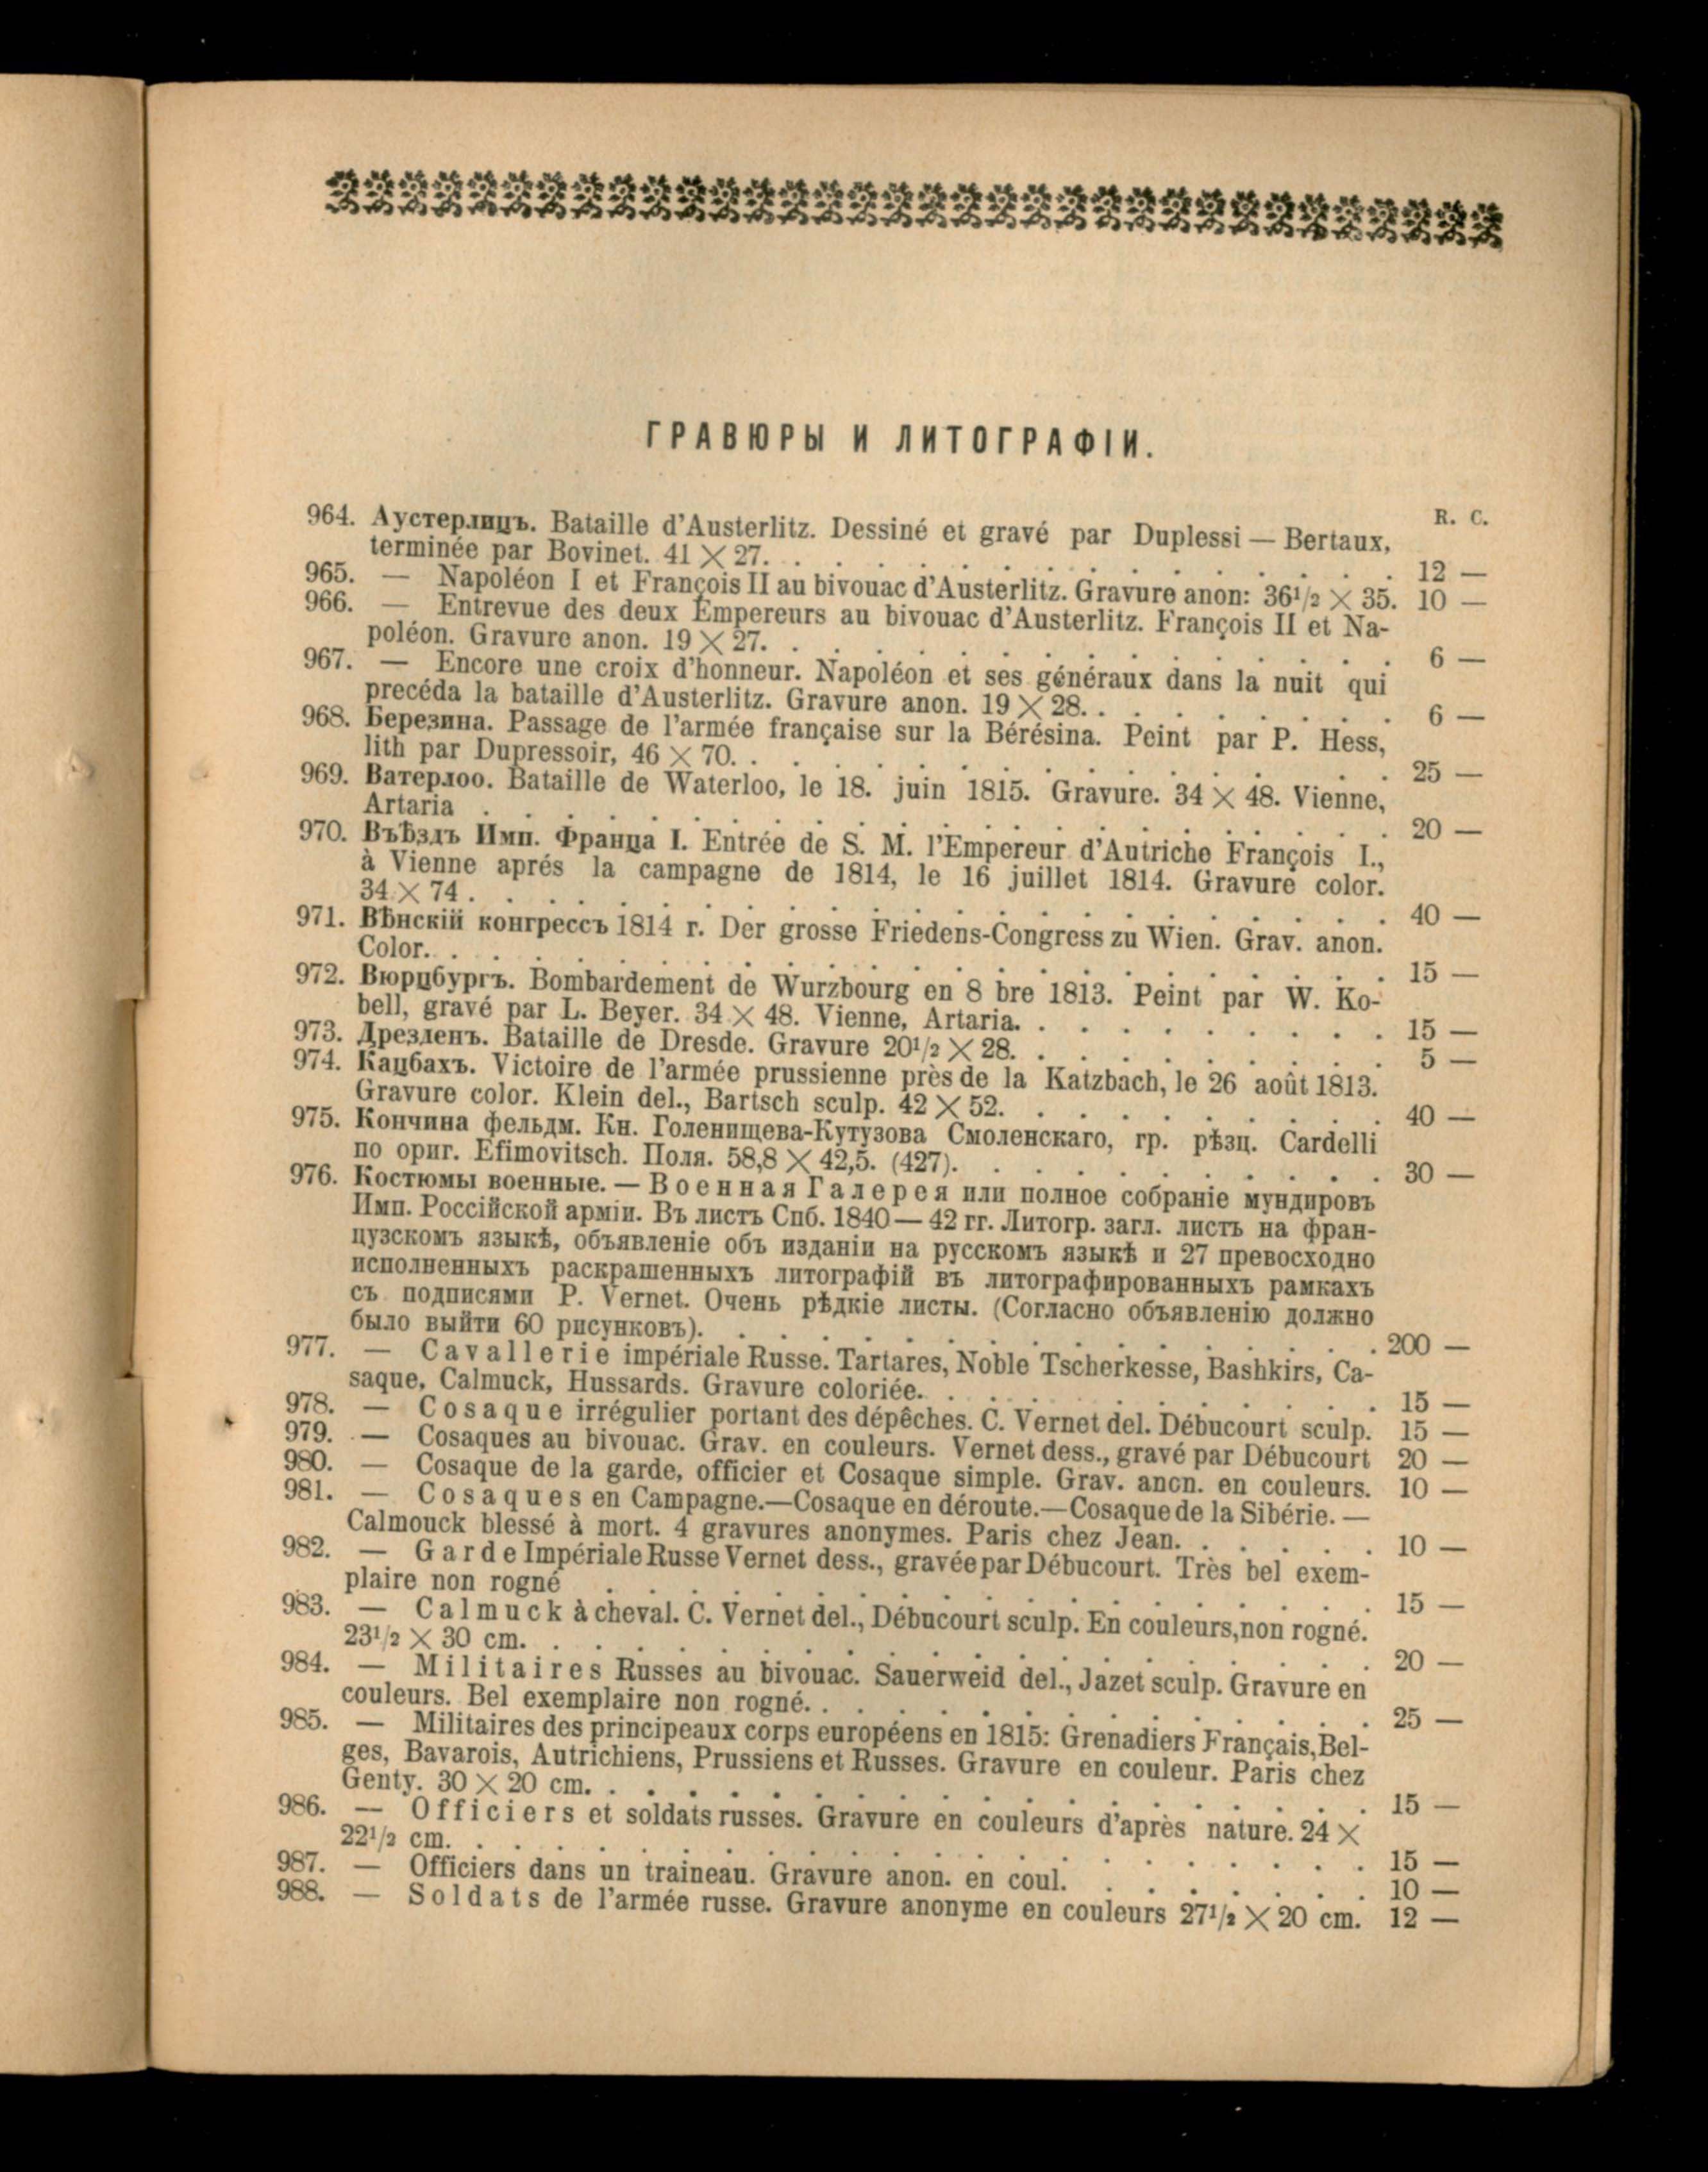 ГРАВЮРЫ И ЛИТОГРАФІИ.
R. C.
964. Аустерлицъ. Bataille d'Austerlitz. Dessiné et gravé par Duplessi — Bertaux,
terminée par Bovinet. 41 × 27. . . . . . . . . . . 12 —
965. — Napoléon I et François II au bivouac d'Austerlitz. Gravure anon: 36¹/₂ × 35. 10 —
966. — Entrevue des deux Empereurs au bivouac d'Austerlitz. François II et Na-
poléon. Gravure anon. 19 × 27. . . . . . . . . . . 6 —
967. — Encore une croix d'honneur. Napoléon et ses généraux dans la nuit qui
precéda la bataille d'Austerlitz. Gravure anon. 19 × 28. . . . . . . . 6 —
968. Березина. Passage de l'armée française sur la Bérésina. Peint par P. Hess,
lith par Dupressoir, 46 × 70. . . . . . . . . . . . 25 —
969. Ватерлоо. Bataille de Waterloo, le 18. juin 1815. Gravure. 34 × 48. Vienne,
Artaria . . . . . . . . . . . . . . . . 20 —
970. Въѣздъ Имп. Франца I. Entrée de S. M. l'Empereur d'Autriche François I.,
à Vienne aprés la campagne de 1814, le 16 juillet 1814. Gravure color.
34 × 74 . . . . . . . . . . . . . . . . 40 —
971. Вѣнскій конгрессъ 1814 г. Der grosse Friedens-Congress zu Wien. Grav. anon.
Color. . . . . . . . . . . . . . . . . 15 —
972. Вюрцбургъ. Bombardement de Wurzbourg en 8 bre 1813. Peint par W. Ko-
bell, gravé par L. Beyer. 34 × 48. Vienne, Artaria. . . . . . . . . . 15 —
973. Дрезденъ. Bataille de Dresde. Gravure 20¹/₂ × 28. . . . . . . . . . 5 —
974. Кацбахъ. Victoire de l'armée prussienne près de la Katzbach, le 26 août 1813.
Gravure color. Klein del., Bartsch sculp. 42 × 52. . . . . . . . . . 40 —
975. Кончина фельдм. Кн. Голенищева-Кутузова Смоленскаго, гр. рѣзц. Cardelli
по ориг. Efimovitsch. Поля. 58,8 × 42,5. (427). . . . . . . . . . 30 —
976. Костюмы военные. — Военная Галерея или полное собраніе мундировъ
Имп. Россійской арміи. Въ листъ Спб. 1840 — 42 гг. Литогр. загл. листъ на фран-
цузскомъ языкѣ, объявленіе объ изданіи на русскомъ языкѣ и 27 превосходно
исполненныхъ раскрашенныхъ литографій въ литографированныхъ рамкахъ
съ подписями P. Vernet. Очень рѣдкіе листы. (Согласно объявленію должно
было выйти 60 рисунковъ). . . . . . . . . . . . 200 —
977. — Cavallerie impériale Russe. Tartares, Noble Tscherkesse, Bashkirs, Ca-
saque, Calmuck, Hussards. Gravure coloriée. . . . . . . . . . . 15 —
978. — Cosaque irrégulier portant des dépêches. C. Vernet del. Débucourt sculp. 15 —
979. — Cosaques au bivouac. Grav. en couleurs. Vernet dess., gravé par Débucourt 20 —
980. — Cosaque de la garde, officier et Cosaque simple. Grav. ancn. en couleurs. 10 —
981. — Cosaques en Campagne.—Cosaque en déroute.—Cosaque de la Sibérie. —
Calmouck blessé à mort. 4 gravures anonymes. Paris chez Jean. . . . . . 10 —
982. — Garde Impériale Russe Vernet dess., gravée par Débucourt. Très bel exem-
plaire non rogné . . . . . . . . . . . . . . 15 —
983. — Calmuck à cheval. C. Vernet del., Débucourt sculp. En couleurs, non rogné.
23¹/₂ × 30 cm. . . . . . . . . . . . . . . 20 —
984. — Militaires Russes au bivouac. Sauerweid del., Jazet sculp. Gravure en
couleurs. Bel exemplaire non rogné. . . . . . . . . . . 25 —
985. — Militaires des principeaux corps européens en 1815: Grenadiers Français, Bel-
ges, Bavarois, Autrichiens, Prussiens et Russes. Gravure en couleur. Paris chez
Genty. 30 × 20 cm. . . . . . . . . . . . . . 15 —
986. — Officiers et soldats russes. Gravure en couleurs d'après nature. 24 ×
22¹/₂ cm. . . . . . . . . . . . . . . . . 15 —
987. — Officiers dans un traineau. Gravure anon. en coul. . . . . . . . . 10 —
988. — Soldats de l'armée russe. Gravure anonyme en couleurs 27¹/₂ × 20 cm. 12 —